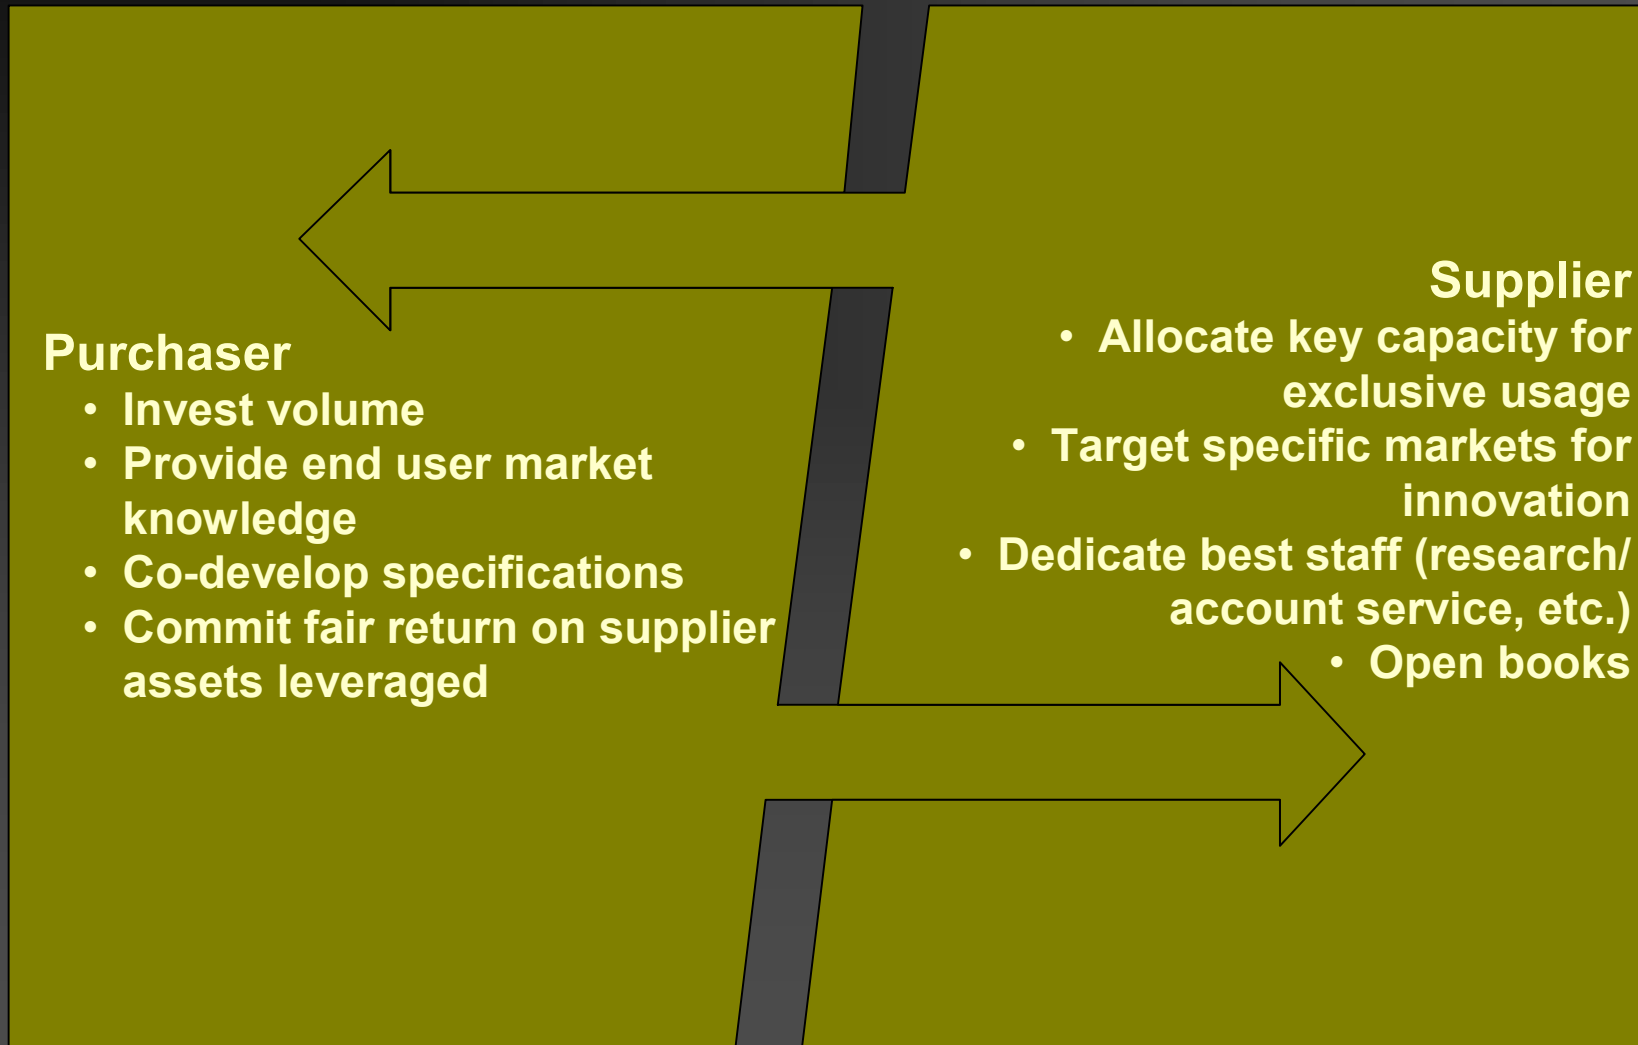 Purchaser
• Invest volume
• Provide end user market
knowledge
• Co-develop specifications
• Commit fair return on supplier
assets leveraged
Supplier
• Allocate key capacity for
exclusive usage
• Target specific markets for
innovation
• Dedicate best staff (research/
account service, etc.)
• Open books